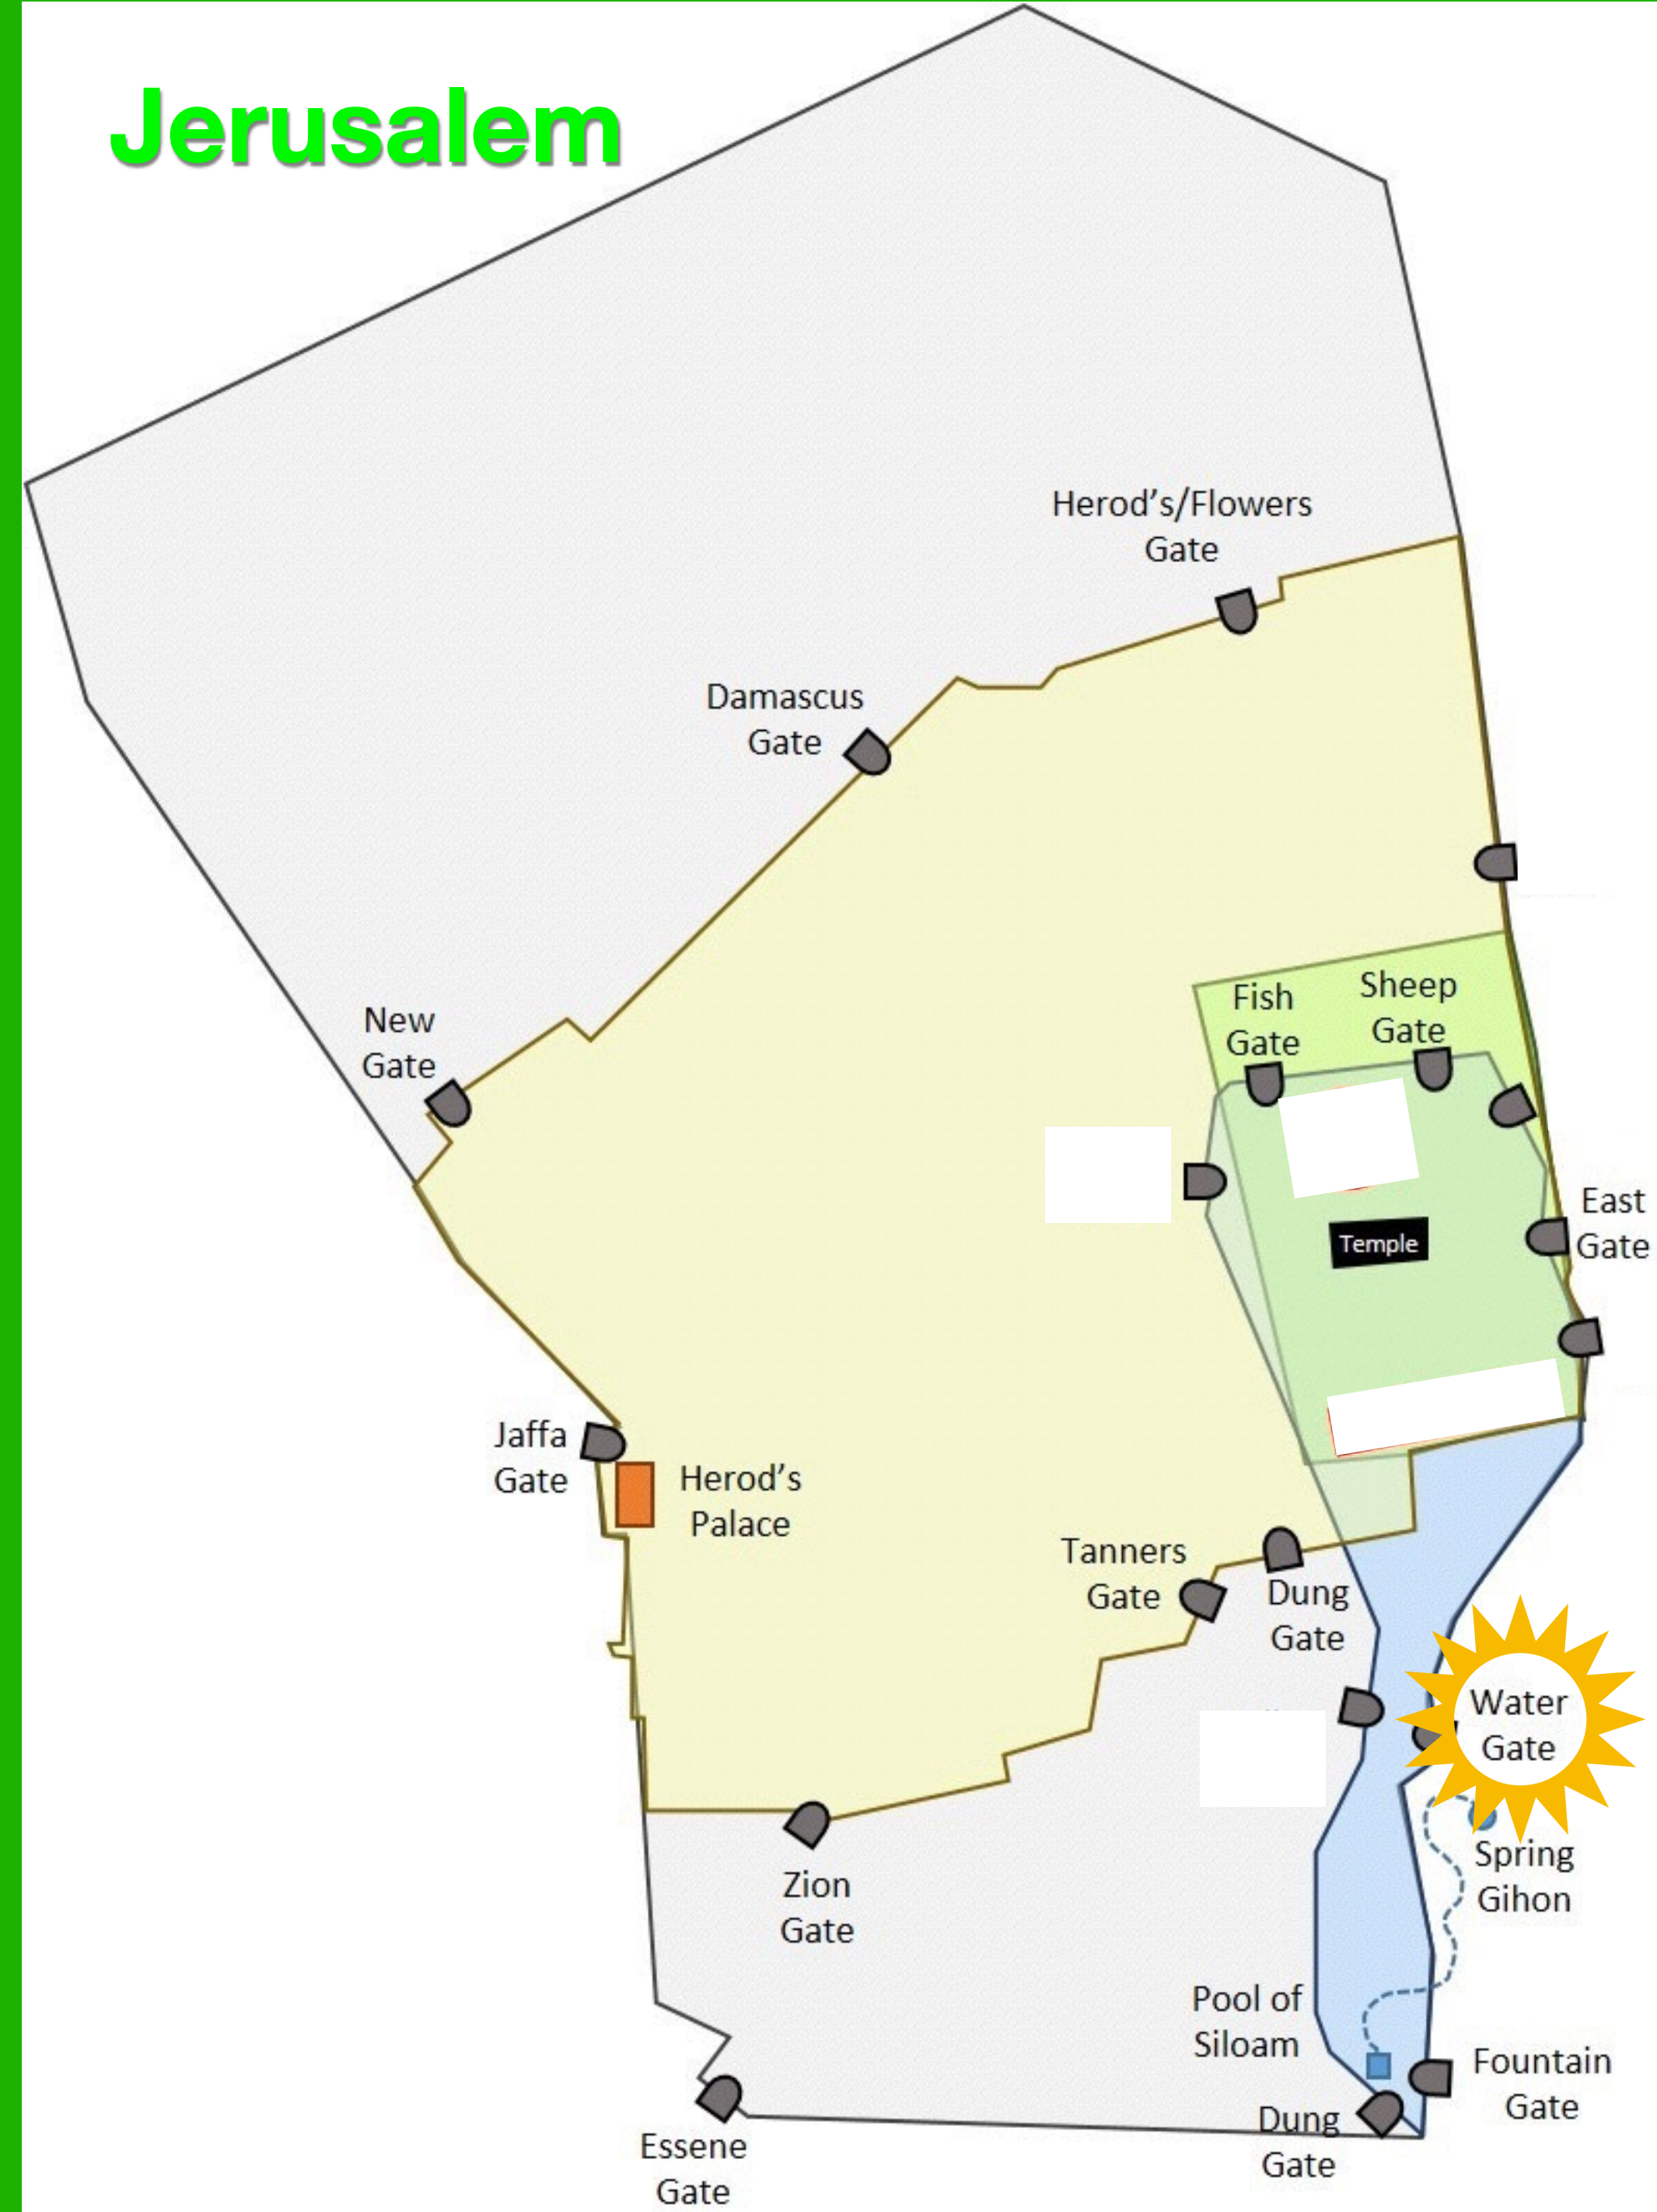 Jerusalem
Herod's/Flowers
Gate
Damascus
Gate
New
Gate
Fish
Gate
Sheep
Gate
East
Gate
Temple
Jaffa
Gate
Herod's
Palace
Tanners
Gate
Dung
Gate
Water
Gate
Zion
Gate
Spring
Gihon
Pool of
Siloam
Fountain
Gate
Dung
Gate
Essene
Gate